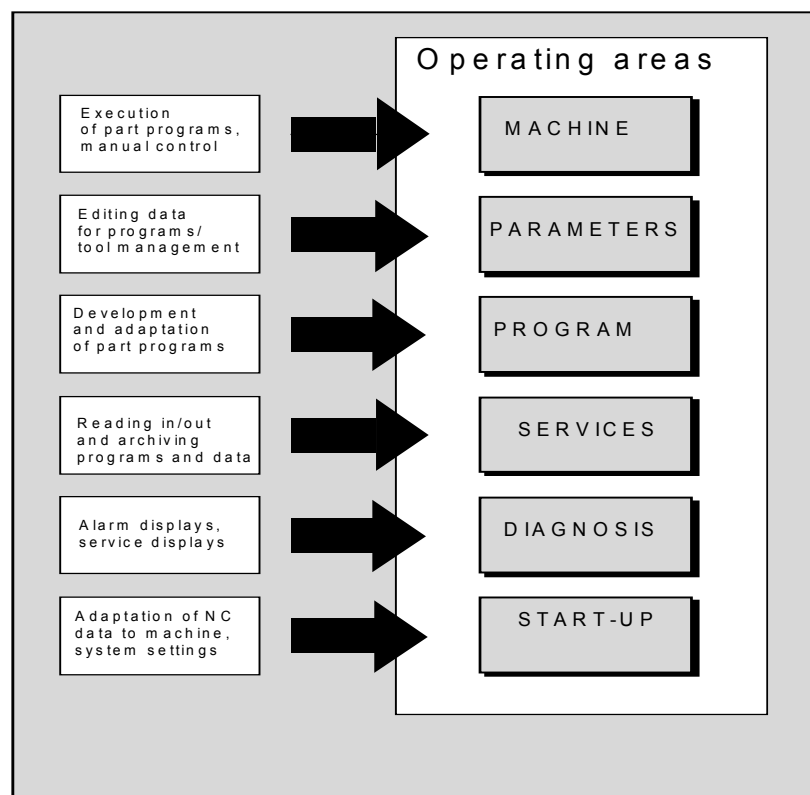 Operating areas
Execution
of part programs,
manual control
MACHINE
Editing data
for programs/
tool management
PARAMETERS
Development
and adaptation
of part programs
PROGRAM
Reading in/out
and archiving
programs and data
SERVICES
Alarm displays,
service displays
DIAGNOSIS
Adaptation of NC
data to machine,
system settings
START-UP